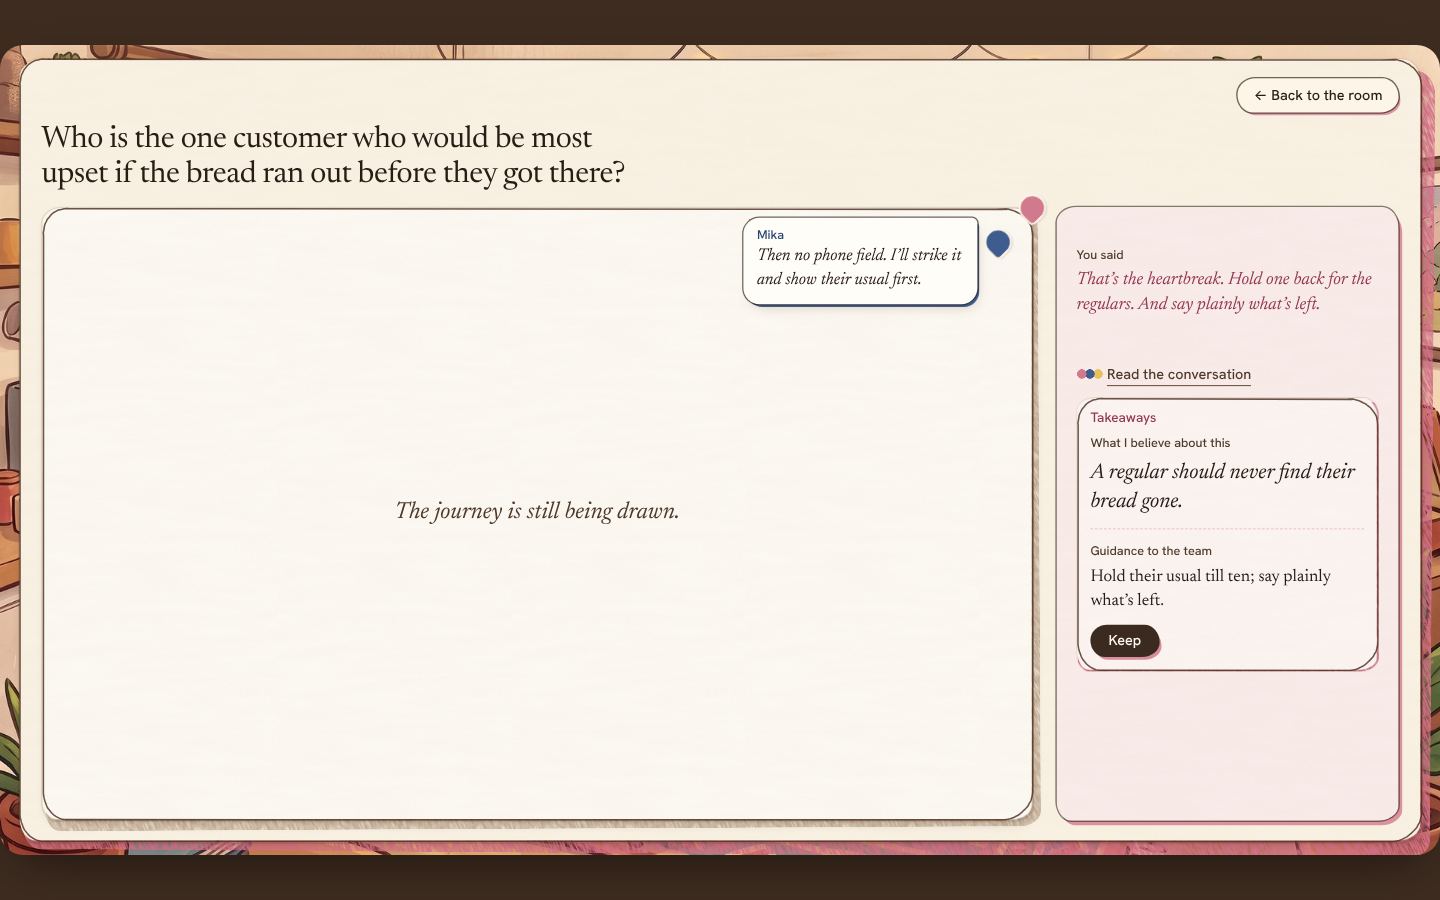 ← Back to the room
Who is the one customer who would be most
upset if the bread ran out before they got there?
Mika
Then no phone field. I’ll strike it
and show their usual first.
The journey is still being drawn.
You said
That’s the heartbreak. Hold one back for the
regulars. And say plainly what’s left.
Read the conversation
Takeaways
What I believe about this
A regular should never find their
bread gone.
Guidance to the team
Hold their usual till ten; say plainly
what’s left.
Keep